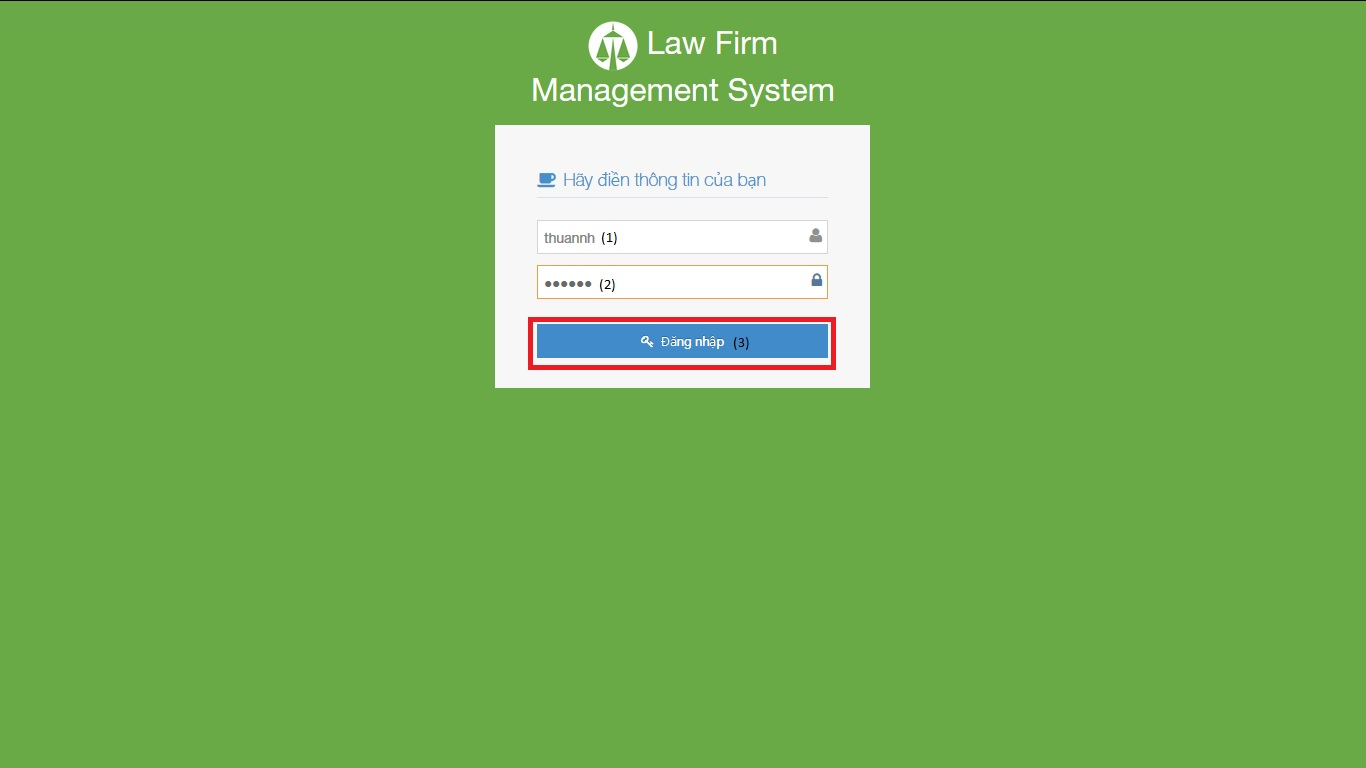 Law Firm
Management System
Hãy điền thông tin của bạn
thuannh (1)
●●●●●● (2)
Đăng nhập (3)